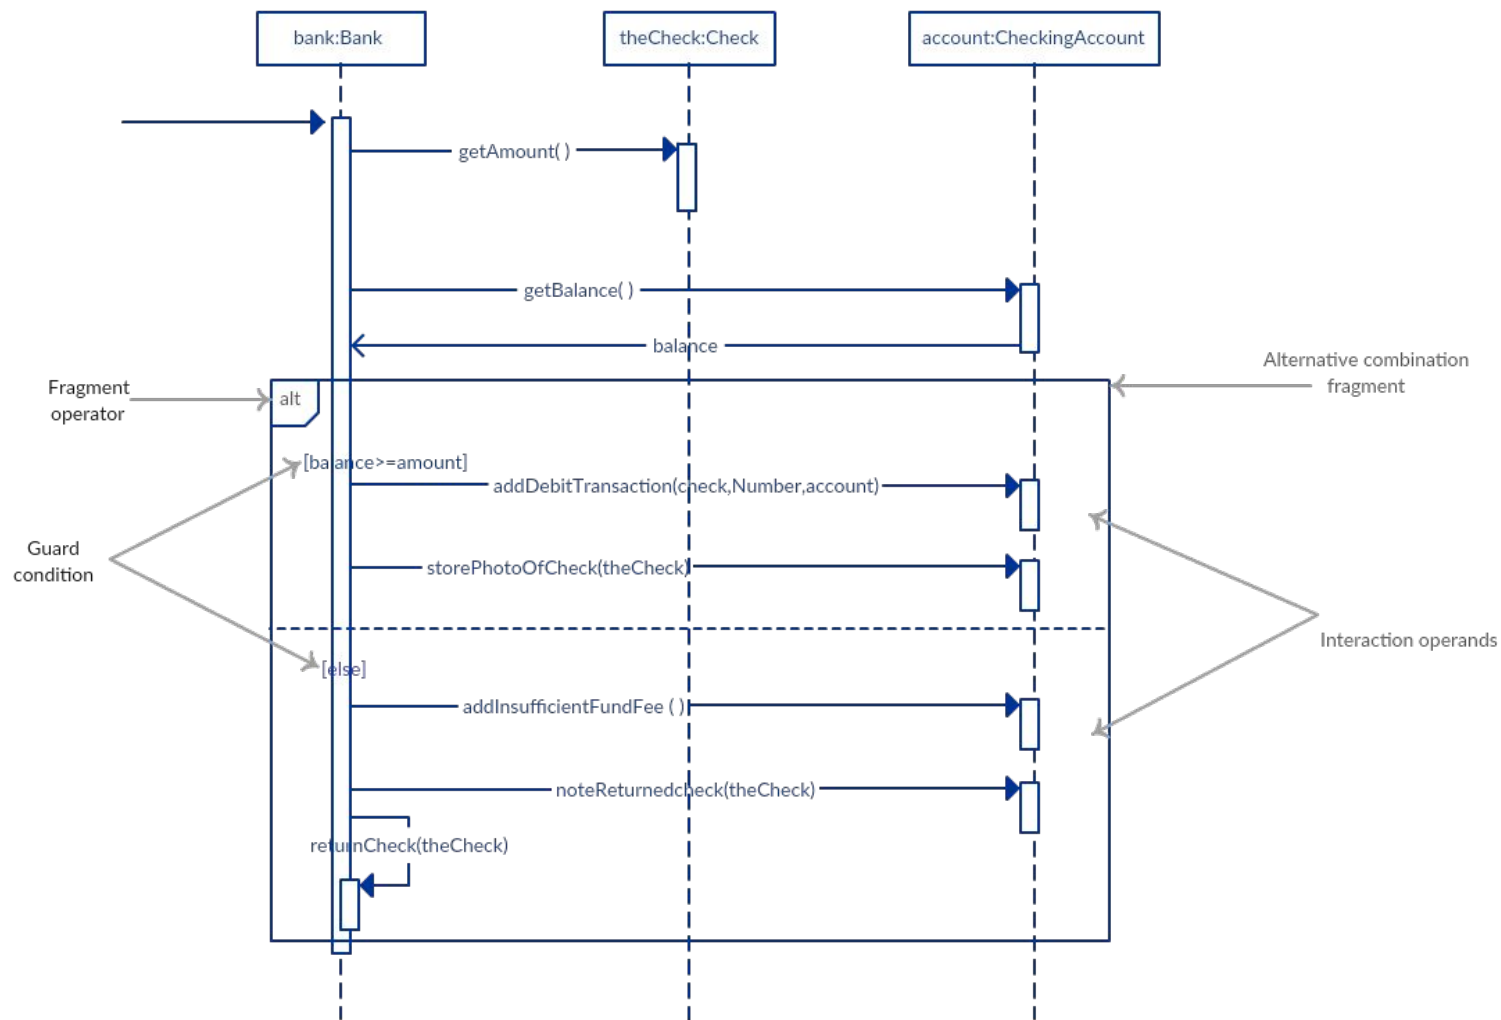 bank:Bank
theCheck:Check
account:CheckingAccount
getAmount( )
getBalance( )
balance
Alternative combination
fragment
Fragment
operator
alt
[balance>=amount]
addDebitTransaction(check,Number,account)
Guard
condition
storePhotoOfCheck(theCheck)
Interaction operands
[else]
addInsufficientFundFee ( )
noteReturnedcheck(theCheck)
returnCheck(theCheck)